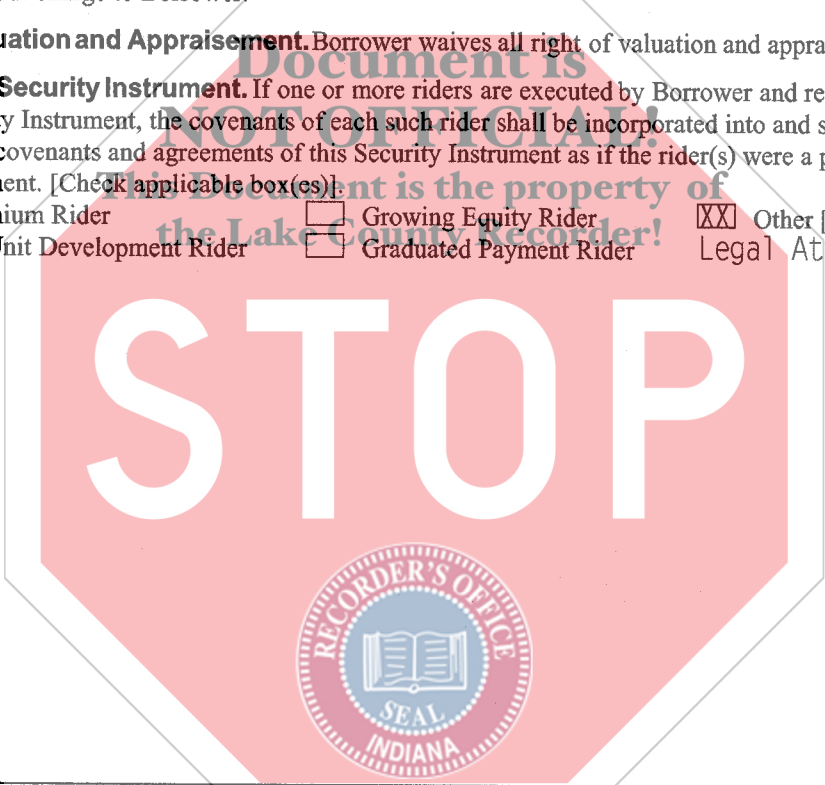 uation and Appraisement. Borrower waives all right of valuation and appra
Document is
Security Instrument. If one or more riders are executed by Borrower and re
NOT OFFICIAL!
y Instrument, the covenants of each such rider shall be incorporated into and s
covenants and agreements of this Security Instrument as if the rider(s) were a p
ent. [Check applicable box(es)].
This Document is the property of
nium Rider Growing Equity Rider XX Other [
the Lake County Recorder!
Unit Development Rider Graduated Payment Rider Legal At
STOP
RECORDER'S OFFICE
SEAL
INDIANA